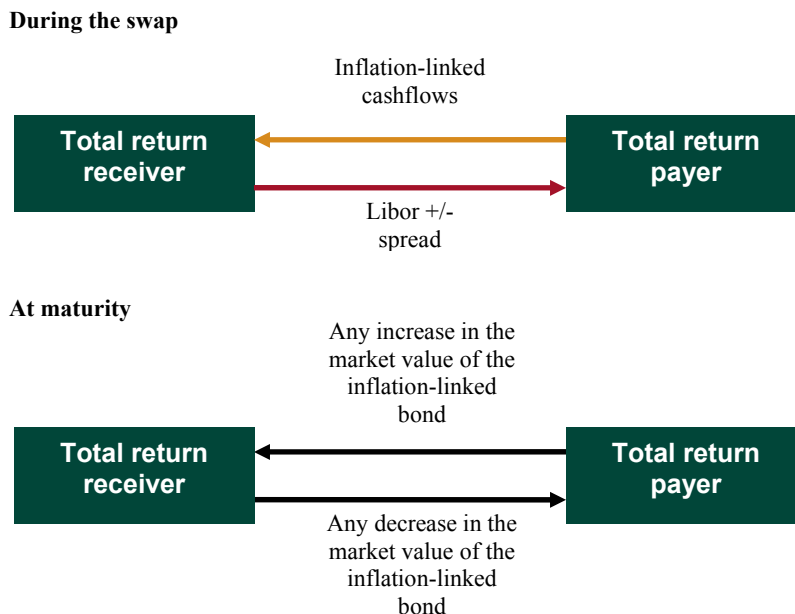 During the swap
Inflation-linked
cashflows
Total return
receiver
Total return
payer
Libor +/-
spread
At maturity
Any increase in the
market value of the
inflation-linked
bond
Total return
receiver
Total return
payer
Any decrease in the
market value of the
inflation-linked
bond